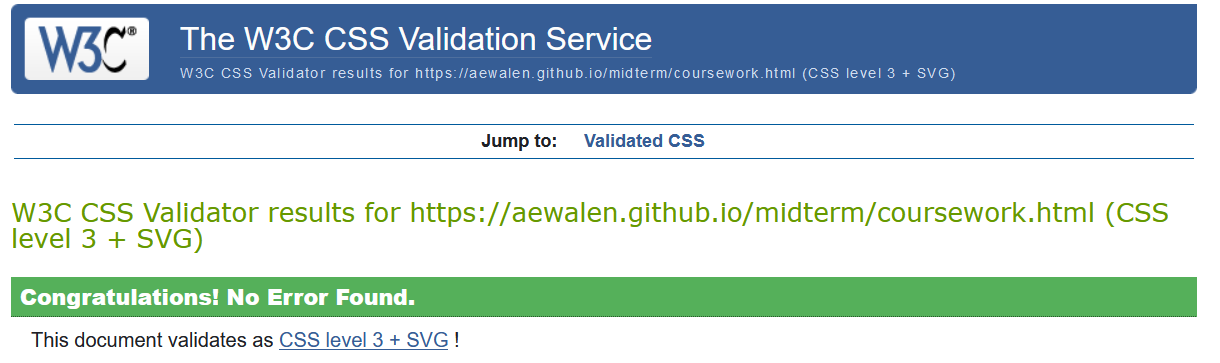 W3C®
The W3C CSS Validation Service
W3C CSS Validator results for https://aewalen.github.io/midterm/coursework.html (CSS level 3 + SVG)
Jump to: Validated CSS
W3C CSS Validator results for https://aewalen.github.io/midterm/coursework.html (CSS
level 3 + SVG)
Congratulations! No Error Found.
This document validates as CSS level 3 + SVG !